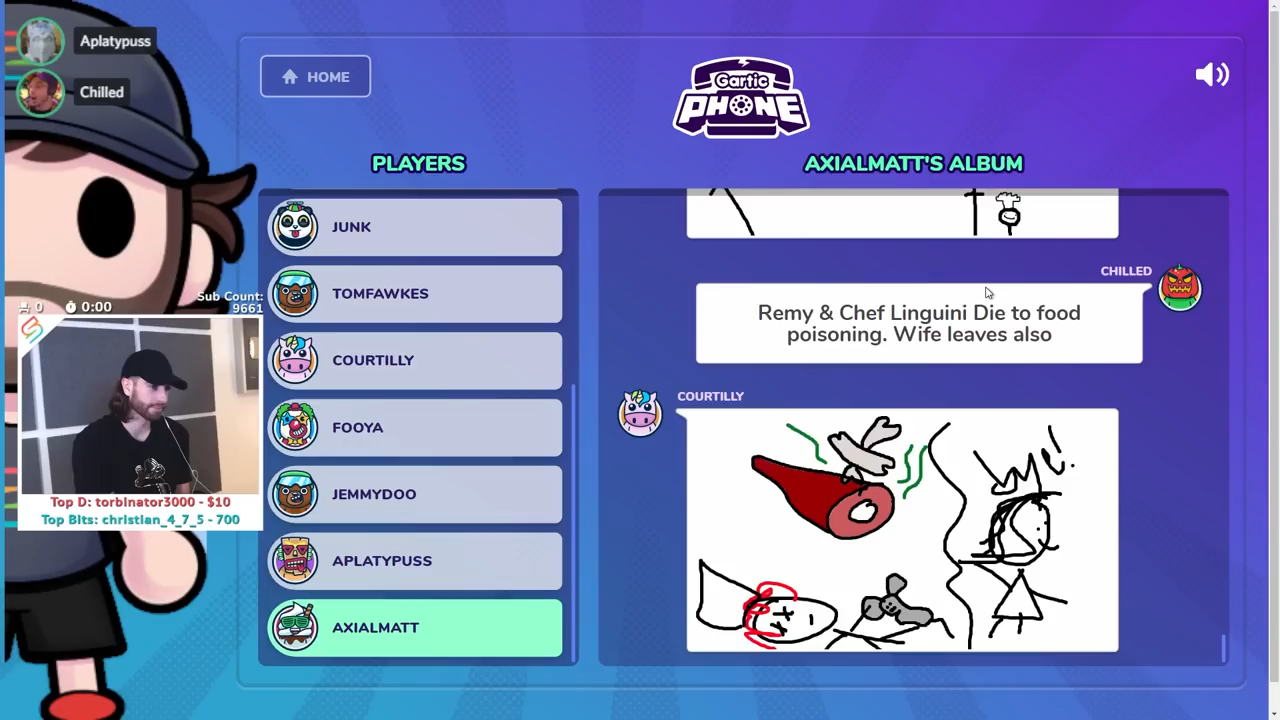 Aplatypuss
Chilled
HOME
Gartic
PHONE
PLAYERS
AXIALMATT'S ALBUM
JUNK
TOMFAWKES
COURTILLY
FOOYA
JEMMYDOO
APLATYPUSS
AXIALMATT
CHILLED
Remy & Chef Linguini Die to food
poisoning. Wife leaves also
COURTILLY
0
0:00
Sub Count:
9661
Top D: torbinator3000 - $10
Top Bits: christian_4_7_5 - 700